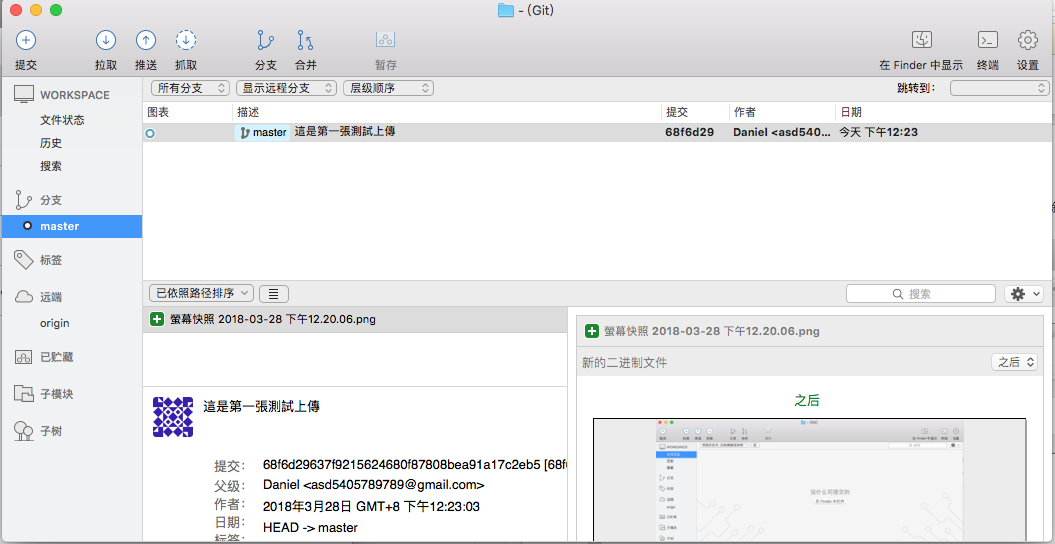 - (Git)
提交 拉取 推送 抓取 分支 合并 暂存 在 Finder 中显示 终端 设置
WORKSPACE
文件状态
历史
搜索
分支
master
标签
远端
origin
已贮藏
子模块
子树
所有分支 显示远程分支 层级顺序 跳转到：
图表 描述 提交 作者 日期
master 這是第一張測試上傳 68f6d29 Daniel <asd540... 今天 下午12:23
已依照路径排序 搜索
螢幕快照 2018-03-28 下午12.20.06.png
這是第一張測試上傳
提交： 68f6d29637f9215624680f87808bea91a17c2eb5 [68f
父级： Daniel <asd5405789789@gmail.com>
作者： 2018年3月28日 GMT+8 下午12:23:03
日期： HEAD -> master
标签：
螢幕快照 2018-03-28 下午12.20.06.png
新的二进制文件 之后
之后